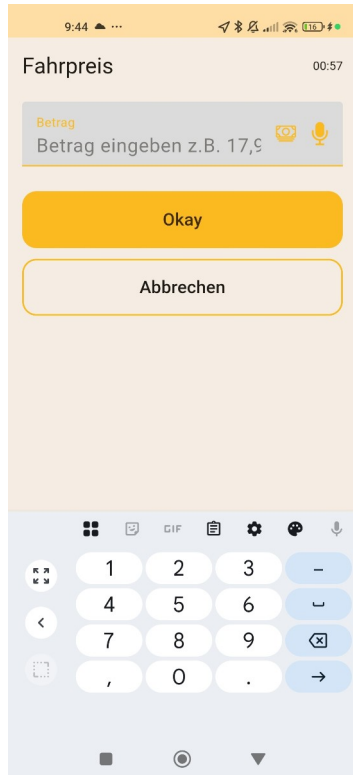 9:44
16
Fahrpreis
00:57
Betrag
Betrag eingeben z.B. 17,9
Okay
Abbrechen
GIF
1 2 3 –
4 5 6
7 8 9
, 0 .